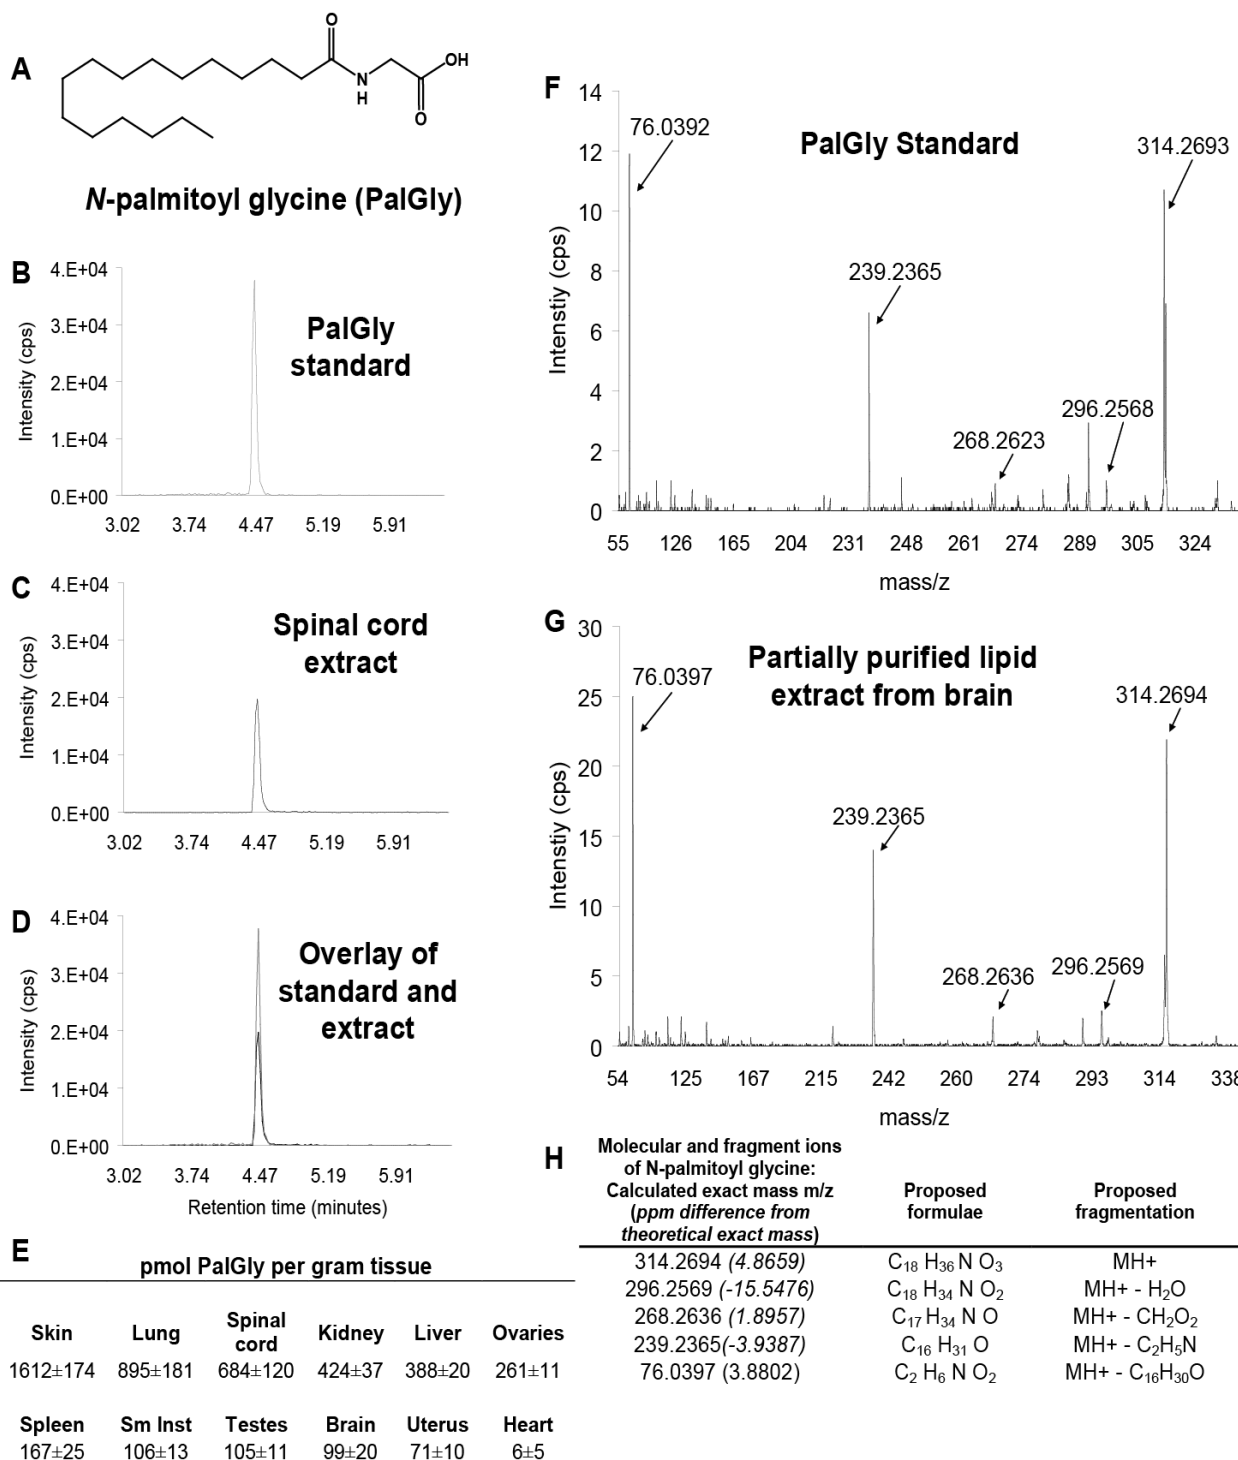 A
O
OH
N
H
O
N-palmitoyl glycine (PalGly)
B
4.E+04
3.E+04
2.E+04
1.E+04
0.E+00
Intensity (cps)
PalGly
standard
3.02 3.74 4.47 5.19 5.91
C
4.E+04
3.E+04
2.E+04
1.E+04
0.E+00
Intensity (cps)
Spinal cord
extract
3.02 3.74 4.47 5.19 5.91
D
4.E+04
3.E+04
2.E+04
1.E+04
0.E+00
Intensity (cps)
Overlay of
standard and
extract
3.02 3.74 4.47 5.19 5.91
Retention time (minutes)
E
pmol PalGly per gram tissue
Skin Lung Spinal cord Kidney Liver Ovaries
1612±174 895±181 684±120 424±37 388±20 261±11
Spleen Sm Inst Testes Brain Uterus Heart
167±25 106±13 105±11 99±20 71±10 6±5
F
14
12
10
8
6
4
2
0
Intenstiy (cps)
PalGly Standard
76.0392
239.2365
268.2623
296.2568
314.2693
55 126 165 204 231 248 261 274 289 305 324
mass/z
G
30
25
20
15
10
5
0
Intenstiy (cps)
Partially purified lipid
extract from brain
76.0397
239.2365
268.2636
296.2569
314.2694
54 125 167 215 242 260 274 293 314 338
mass/z
H
Molecular and fragment ions
of N-palmitoyl glycine:
Calculated exact mass m/z
(ppm difference from
theoretical exact mass)
Proposed
formulae
Proposed
fragmentation
314.2694 (4.8659) C18 H36 N O3 MH+
296.2569 (-15.5476) C18 H34 N O2 MH+ - H2O
268.2636 (1.8957) C17 H34 N O MH+ - CH2O2
239.2365(-3.9387) C16 H31 O MH+ - C2H5N
76.0397 (3.8802) C2 H6 N O2 MH+ - C16H30O